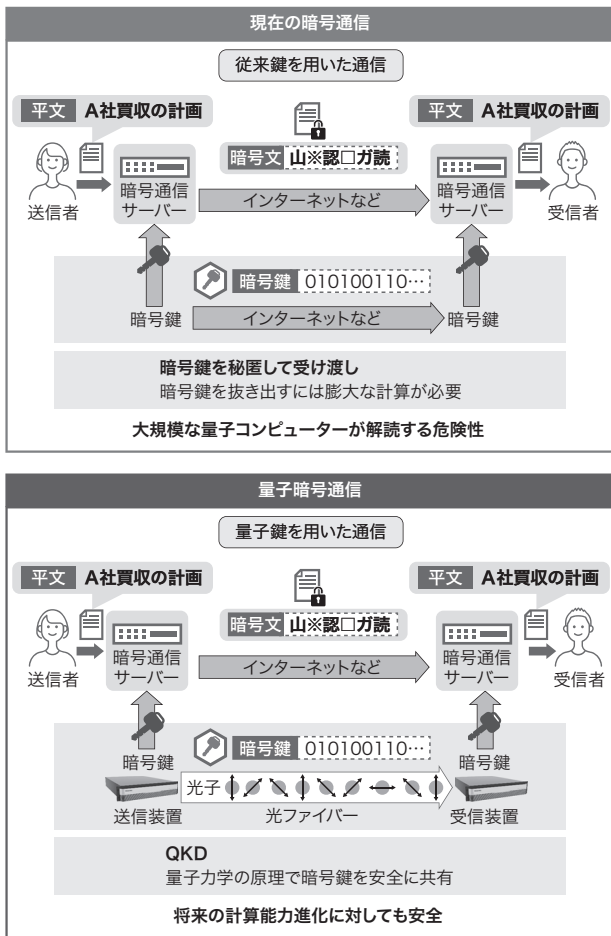 現在の暗号通信
従来鍵を用いた通信
平文 A社買収の計画
平文 A社買収の計画
暗号文 山※認□ガ読
送信者
暗号通信
サーバー
インターネットなど
暗号通信
サーバー
受信者
暗号鍵 010100110…
暗号鍵
インターネットなど
暗号鍵
暗号鍵を秘匿して受け渡し
暗号鍵を抜き出すには膨大な計算が必要
大規模な量子コンピューターが解読する危険性
量子暗号通信
量子鍵を用いた通信
平文 A社買収の計画
平文 A社買収の計画
暗号文 山※認□ガ読
送信者
暗号通信
サーバー
インターネットなど
暗号通信
サーバー
受信者
暗号鍵 010100110…
暗号鍵
暗号鍵
光子
送信装置
光ファイバー
受信装置
QKD
量子力学の原理で暗号鍵を安全に共有
将来の計算能力進化に対しても安全